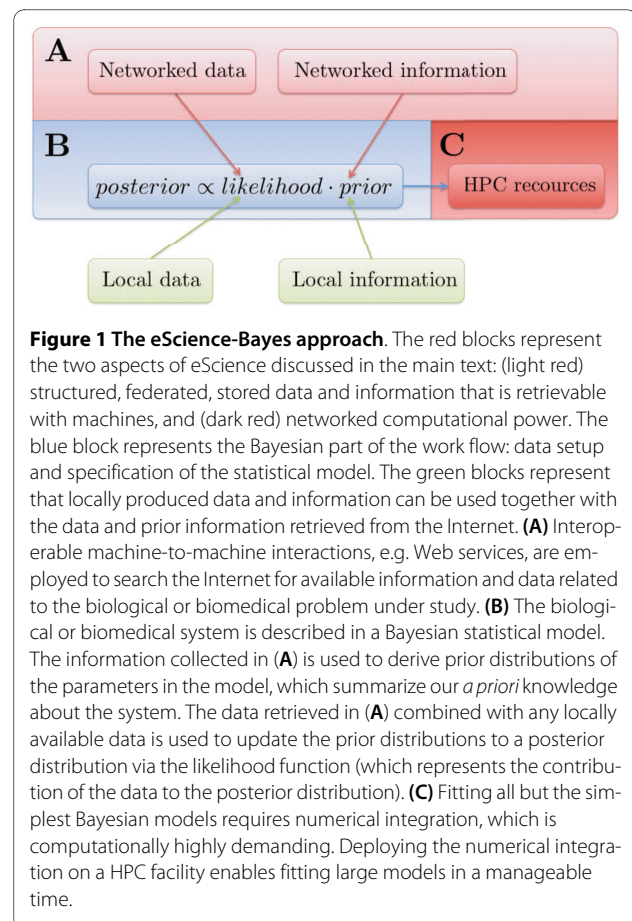 A
Networked data
Networked information
B
C
posterior ∝ likelihood · prior
HPC recources
Local data
Local information
Figure 1 The eScience-Bayes approach. The red blocks represent
the two aspects of eScience discussed in the main text: (light red)
structured, federated, stored data and information that is retrievable
with machines, and (dark red) networked computational power. The
blue block represents the Bayesian part of the work flow: data setup
and specification of the statistical model. The green blocks represent
that locally produced data and information can be used together with
the data and prior information retrieved from the Internet. (A) Interop-
erable machine-to-machine interactions, e.g. Web services, are em-
ployed to search the Internet for available information and data related
to the biological or biomedical problem under study. (B) The biologi-
cal or biomedical system is described in a Bayesian statistical model.
The information collected in (A) is used to derive prior distributions of
the parameters in the model, which summarize our a priori knowledge
about the system. The data retrieved in (A) combined with any locally
available data is used to update the prior distributions to a posterior
distribution via the likelihood function (which represents the contribu-
tion of the data to the posterior distribution). (C) Fitting all but the sim-
plest Bayesian models requires numerical integration, which is
computationally highly demanding. Deploying the numerical integra-
tion on a HPC facility enables fitting large models in a manageable
time.